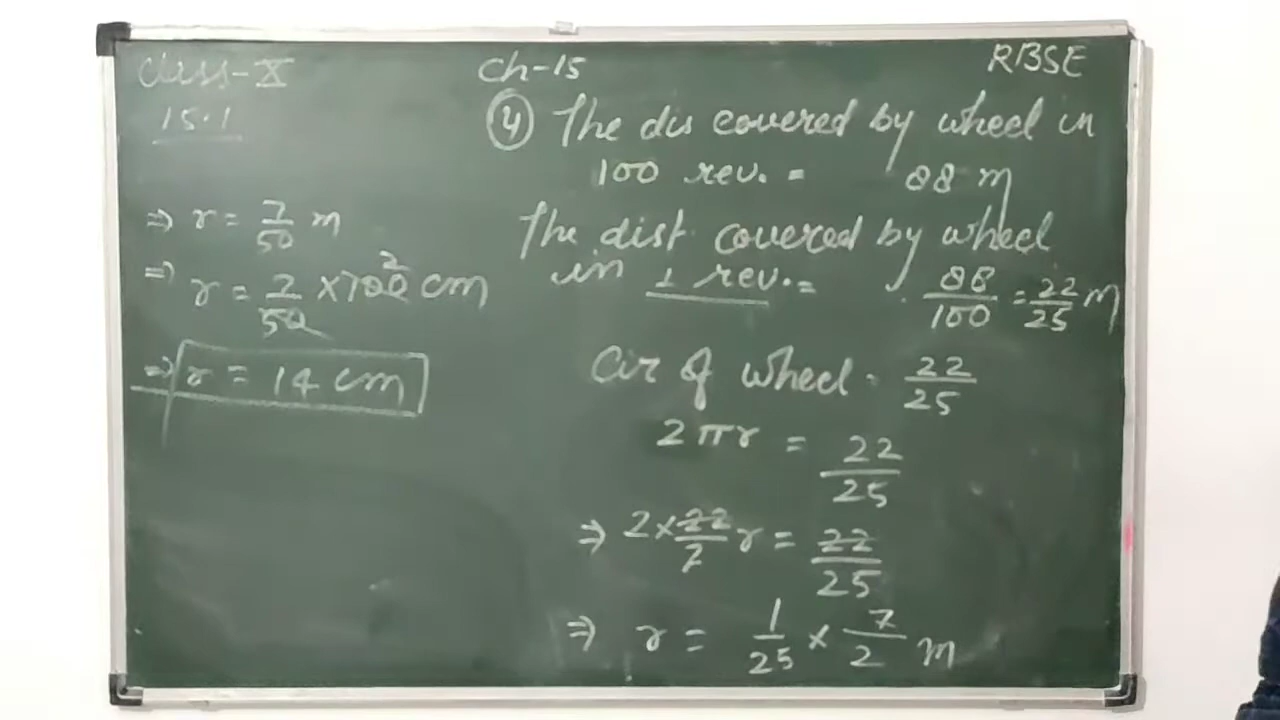 Class-X
Ch-15
RBSE
15.1
④ The dis covered by wheel in
100 rev. = 88 m
The dist covered by wheel
in 1 rev. = 88/100 = 22/25 m
Cir of wheel = 22/25
2πr = 22/25
⇒ 2×22/7 r = 22/25
⇒ r = 1/25 × 7/2 m
⇒ r = 7/50 m
⇒ r = 7/50 × 100 2 cm
⇒ r = 14 cm